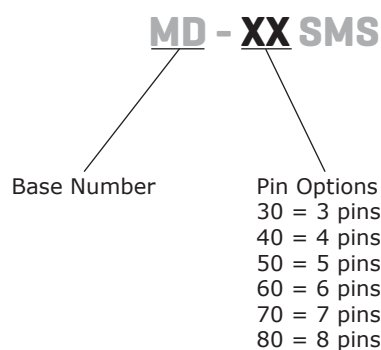 MD - XX SMS
Base Number
Pin Options
30 = 3 pins
40 = 4 pins
50 = 5 pins
60 = 6 pins
70 = 7 pins
80 = 8 pins